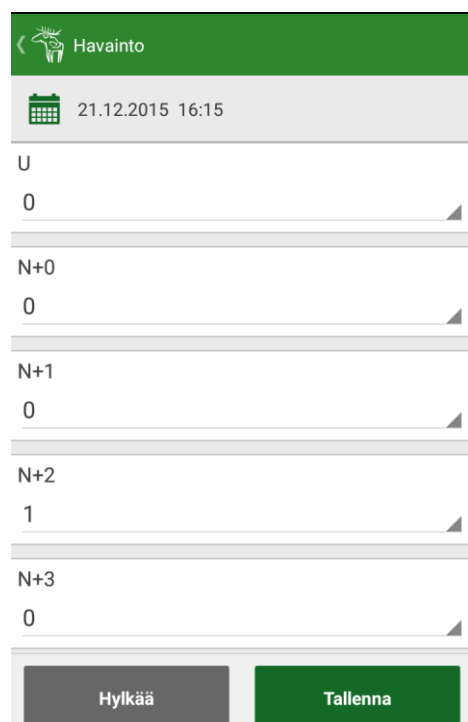 Havainto
21.12.2015 16:15
U
0
N+0
0
N+1
0
N+2
1
N+3
0
Hylkää Tallenna